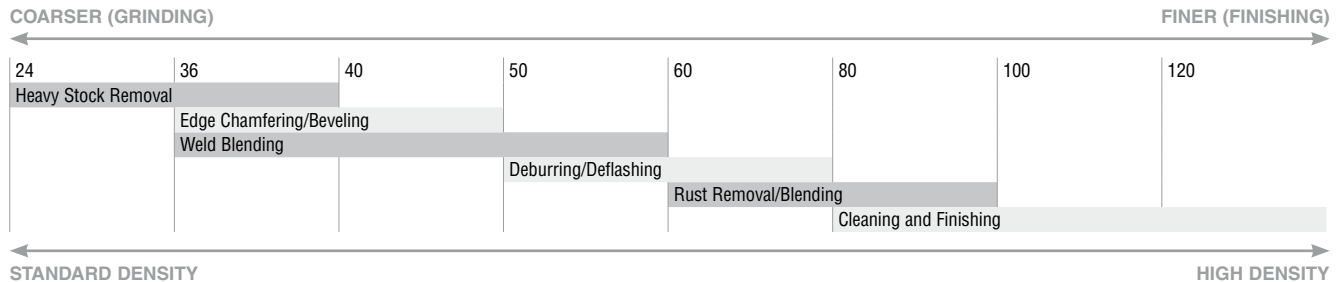 COARSER (GRINDING) FINER (FINISHING)
24 36 40 50 60 80 100 120
Heavy Stock Removal
Edge Chamfering/Beveling
Weld Blending
Deburring/Deflashing
Rust Removal/Blending
Cleaning and Finishing
STANDARD DENSITY HIGH DENSITY